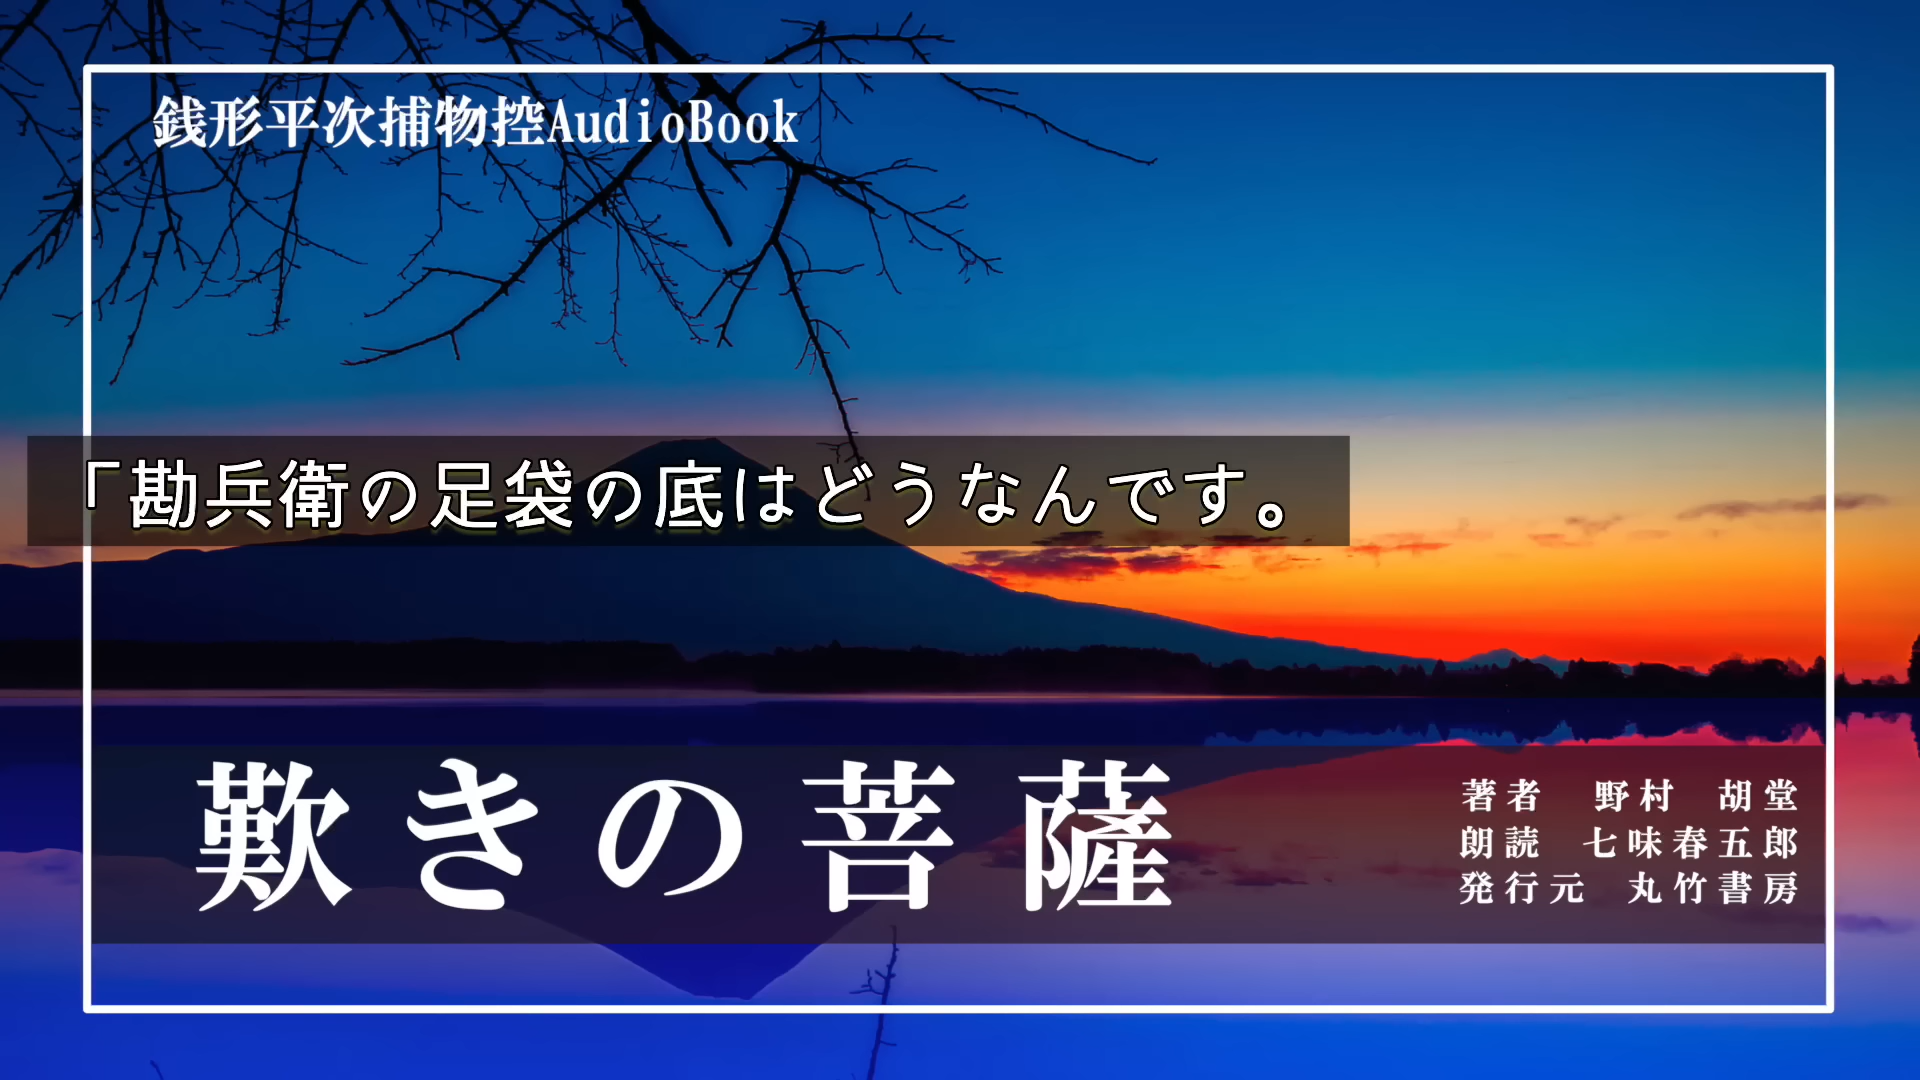 銭形平次捕物控AudioBook
「勘兵衛の足袋の底はどうなんです。
歎きの菩薩
著者　野村　胡堂
朗読　七味春五郎
発行元　丸竹書房